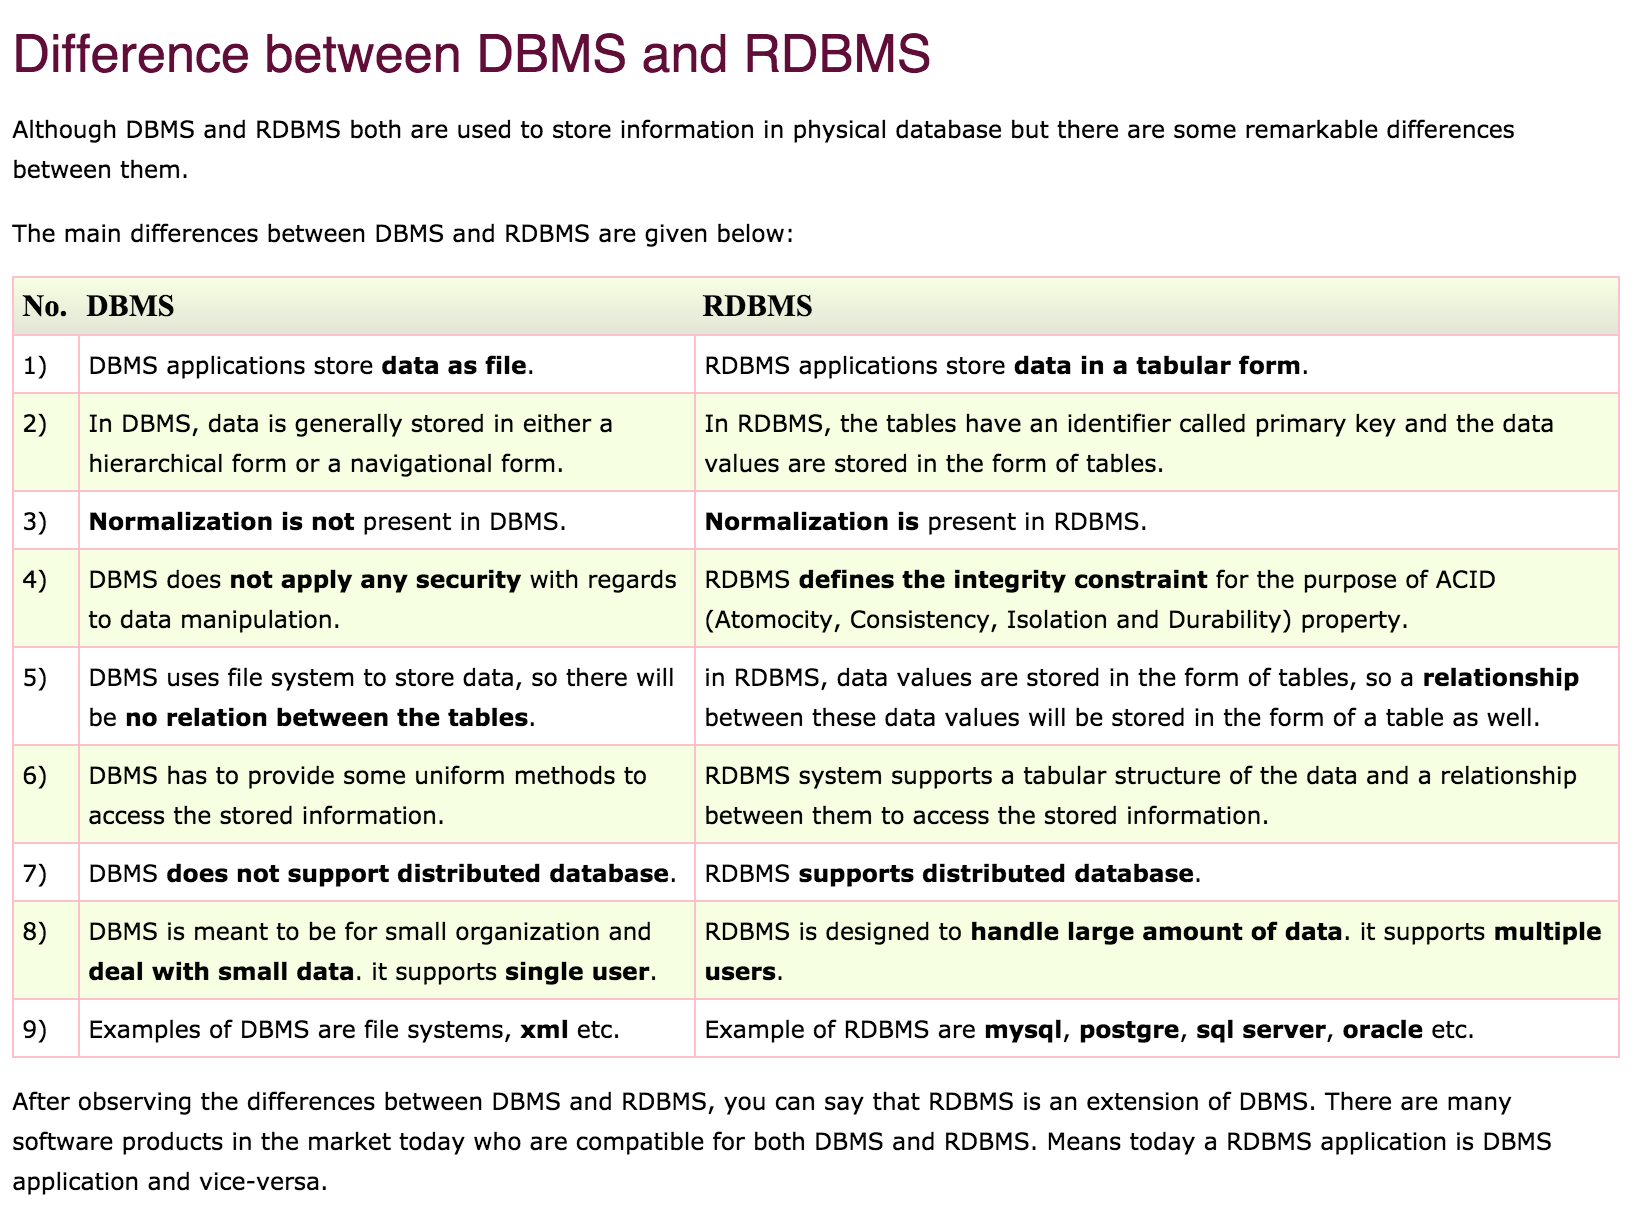 Difference between DBMS and RDBMS
Although DBMS and RDBMS both are used to store information in physical database but there are some remarkable differences
between them.
The main differences between DBMS and RDBMS are given below:
No. DBMS RDBMS
1) DBMS applications store data as file. RDBMS applications store data in a tabular form.
2) In DBMS, data is generally stored in either a
hierarchical form or a navigational form.
In RDBMS, the tables have an identifier called primary key and the data
values are stored in the form of tables.
3) Normalization is not present in DBMS. Normalization is present in RDBMS.
4) DBMS does not apply any security with regards
to data manipulation.
RDBMS defines the integrity constraint for the purpose of ACID
(Atomocity, Consistency, Isolation and Durability) property.
5) DBMS uses file system to store data, so there will
be no relation between the tables.
in RDBMS, data values are stored in the form of tables, so a relationship
between these data values will be stored in the form of a table as well.
6) DBMS has to provide some uniform methods to
access the stored information.
RDBMS system supports a tabular structure of the data and a relationship
between them to access the stored information.
7) DBMS does not support distributed database. RDBMS supports distributed database.
8) DBMS is meant to be for small organization and
deal with small data. it supports single user.
RDBMS is designed to handle large amount of data. it supports multiple
users.
9) Examples of DBMS are file systems, xml etc. Example of RDBMS are mysql, postgre, sql server, oracle etc.
After observing the differences between DBMS and RDBMS, you can say that RDBMS is an extension of DBMS. There are many
software products in the market today who are compatible for both DBMS and RDBMS. Means today a RDBMS application is DBMS
application and vice-versa.